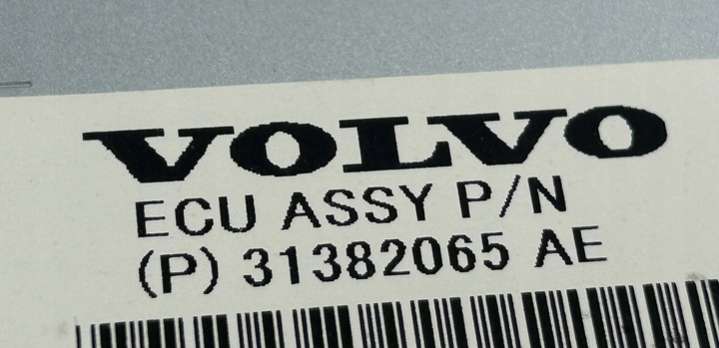 VOLVO
ECU ASSY P/N
(P) 31382065 AE